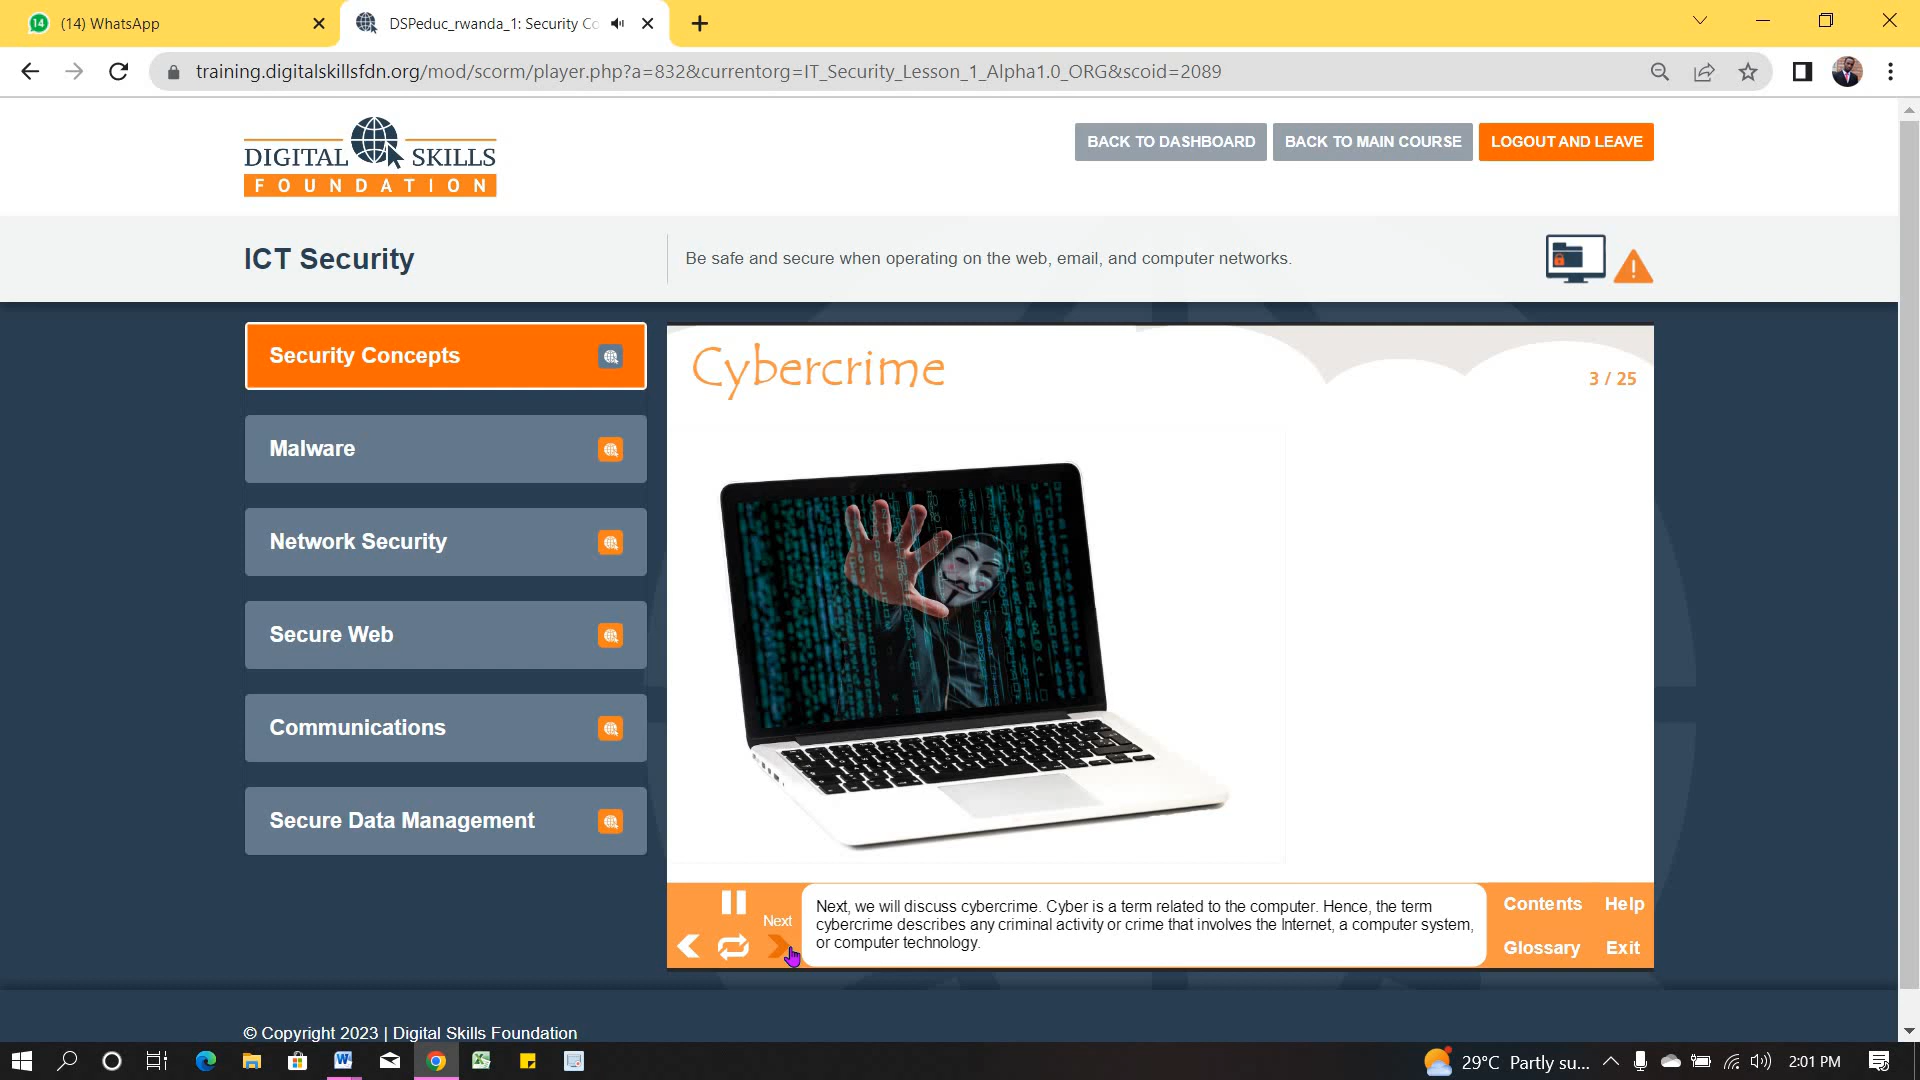 (14) WhatsApp
DSPeduc_rwanda_1: Security Co
training.digitalskillsfdn.org/mod/scorm/player.php?a=832&currentorg=IT_Security_Lesson_1_Alpha1.0_ORG&scoid=2089
DIGITAL SKILLS
FOUNDATION
BACK TO DASHBOARD
BACK TO MAIN COURSE
LOGOUT AND LEAVE
ICT Security
Be safe and secure when operating on the web, email, and computer networks.
Security Concepts
Malware
Network Security
Secure Web
Communications
Secure Data Management
Cybercrime
3 / 25
Next
Next, we will discuss cybercrime. Cyber is a term related to the computer. Hence, the term
cybercrime describes any criminal activity or crime that involves the Internet, a computer system,
or computer technology.
Contents
Help
Glossary
Exit
© Copyright 2023 | Digital Skills Foundation
29°C Partly su...
2:01 PM